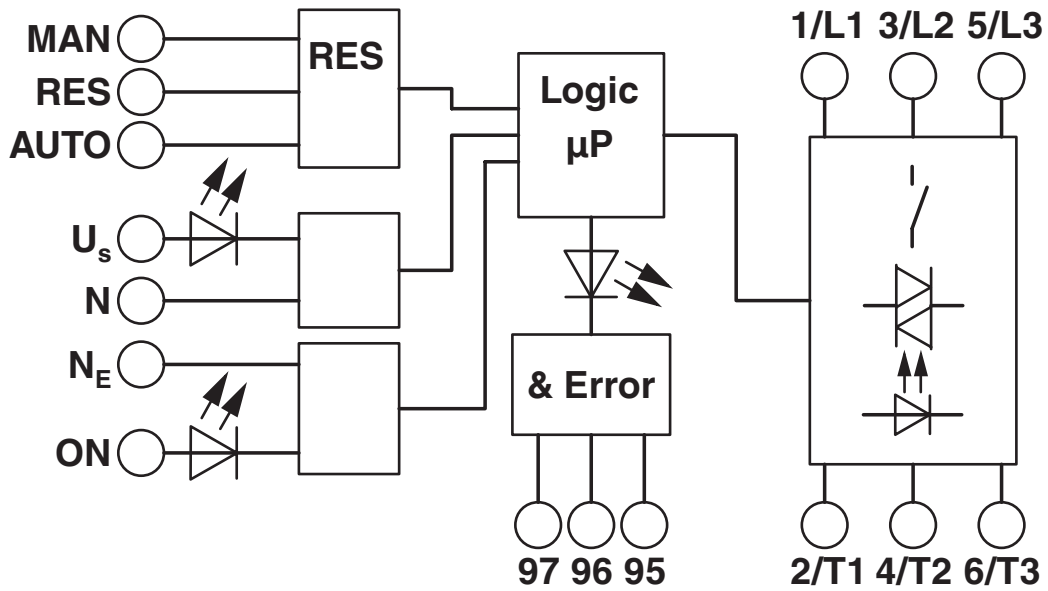 MAN
RES
AUTO
RES
Us
N
NE
ON
Logic
µP
& Error
97 96 95
1/L1 3/L2 5/L3
2/T1 4/T2 6/T3